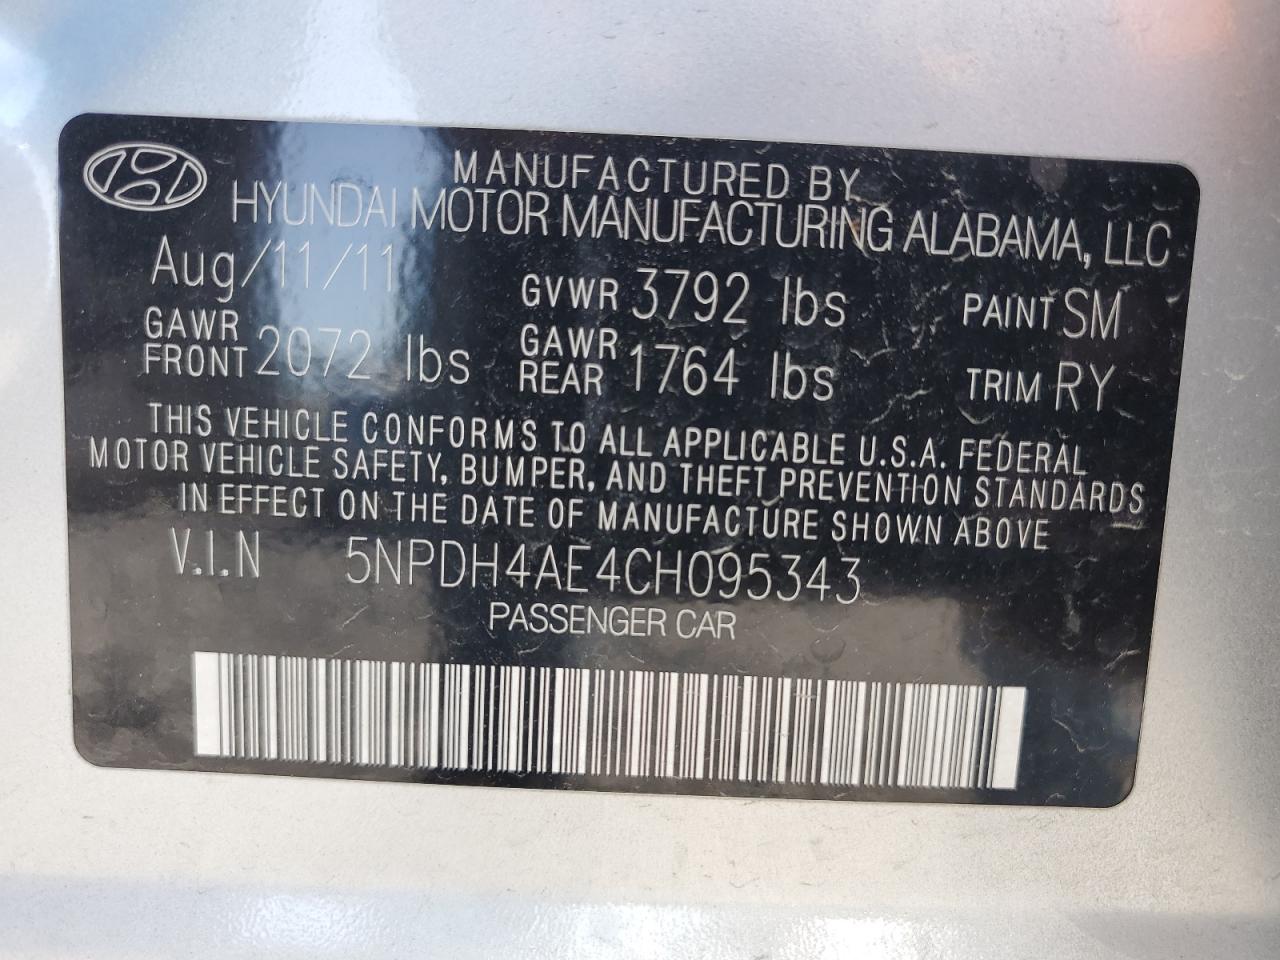 MANUFACTURED BY
HYUNDAI MOTOR MANUFACTURING ALABAMA, LLC
Aug/11/11 GVWR 3792 lbs PAINT SM
GAWR FRONT 2072 lbs GAWR REAR 1764 lbs TRIM RY
THIS VEHICLE CONFORMS TO ALL APPLICABLE U.S.A. FEDERAL
MOTOR VEHICLE SAFETY, BUMPER, AND THEFT PREVENTION STANDARDS
IN EFFECT ON THE DATE OF MANUFACTURE SHOWN ABOVE
V.I.N 5NPDH4AE4CH095343
PASSENGER CAR